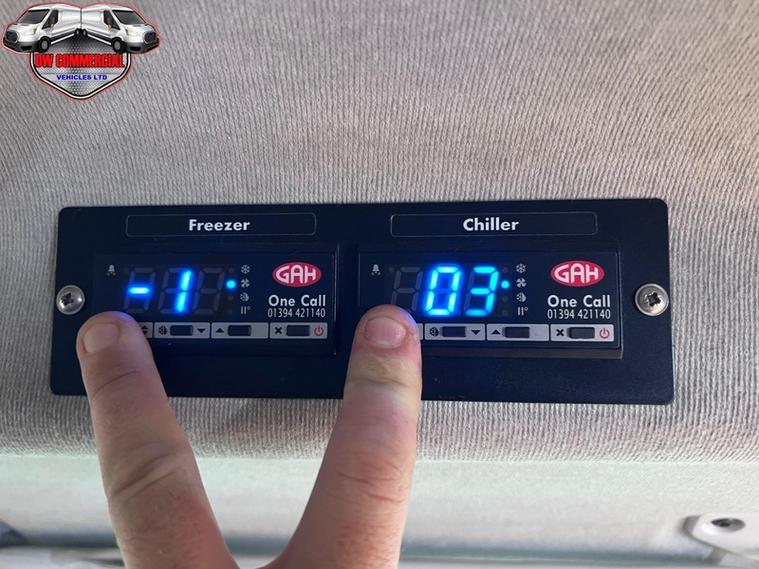 DW COMMERCIAL
VEHICLES LTD
Freezer
Chiller
-1
GAH
One Call
01394 421140
03
GAH
One Call
01394 421140